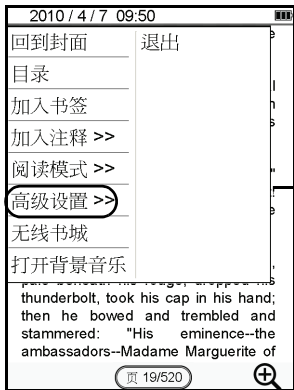 2010 / 4 / 7 09:50
回到封面
目录
加入书签
加入注释 >>
阅读模式 >>
高级设置 >>
无线书城
打开背景音乐
退出
thunderbolt, took his cap in his hand;
then he bowed and trembled and
stammered: "His eminence--the
ambassadors--Madame Marguerite of
页 19/520